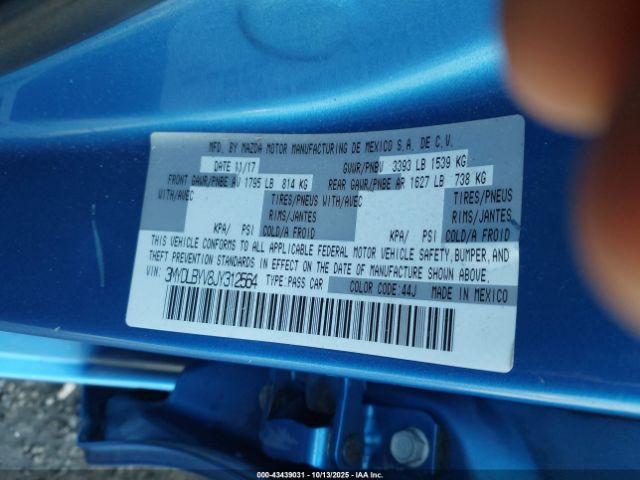 MFD. BY MAZDA MOTOR MANUFACTURING DE MEXICO S.A. DE C.V.
DATE 11/17 GVWR/PNBV 3393 LB 1539 KG
FRONT GAWR/PNBE AV 1795 LB 814 KG REAR GAWR/PNBE AR 1627 LB 738 KG
WITH/AVEC TIRES/PNEUS WITH/AVEC TIRES/PNEUS
RIMS/JANTES RIMS/JANTES
KPA/ PSI COLD/A FROID KPA/ PSI COLD/A FROID
THIS VEHICLE CONFORMS TO ALL APPLICABLE FEDERAL MOTOR VEHICLE SAFETY, BUMPER, AND
THEFT PREVENTION STANDARDS IN EFFECT ON THE DATE OF MANUFACTURE SHOWN ABOVE.
VIN: 3MYDLBYV8JY312564 TYPE: PASS CAR COLOR CODE: 44J MADE IN MEXICO
000-43439031 - 10/13/2025 - ©IAA, Inc.